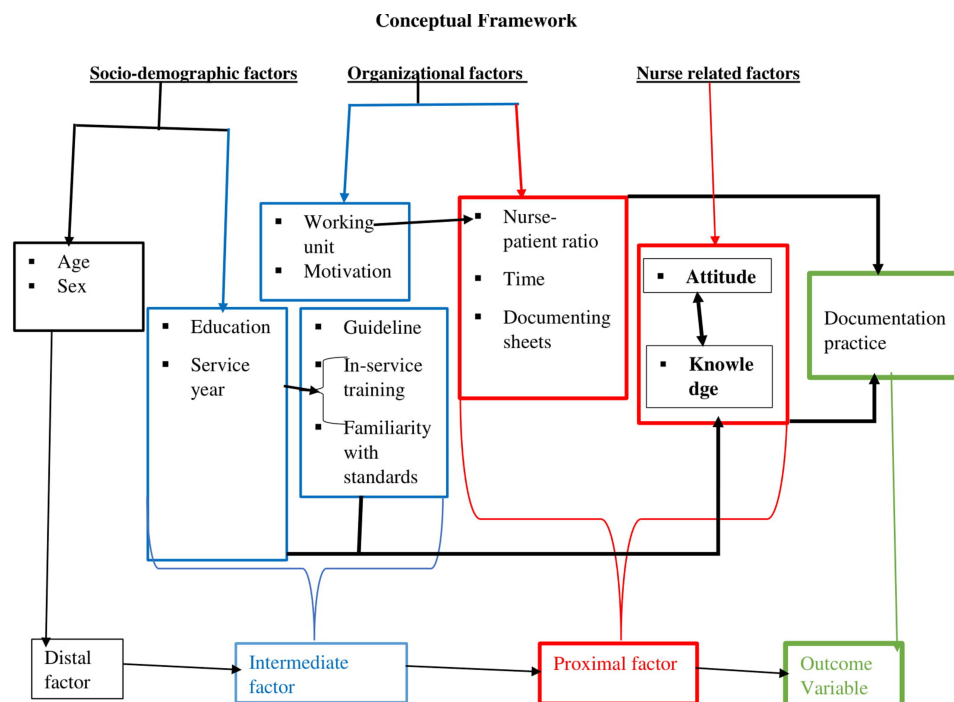 Conceptual Framework
Socio-demographic factors
Organizational factors
Nurse related factors
▪ Age
▪ Sex
▪ Education
▪ Service
year
▪ Working
unit
▪ Motivation
▪ Guideline
▪ In-service
training
▪ Familiarity
with
standards
▪ Nurse-
patient ratio
▪ Time
▪ Documenting
sheets
▪ Attitude
▪ Knowle
dge
Documentation
practice
Distal
factor
Intermediate
factor
Proximal factor
Outcome
Variable